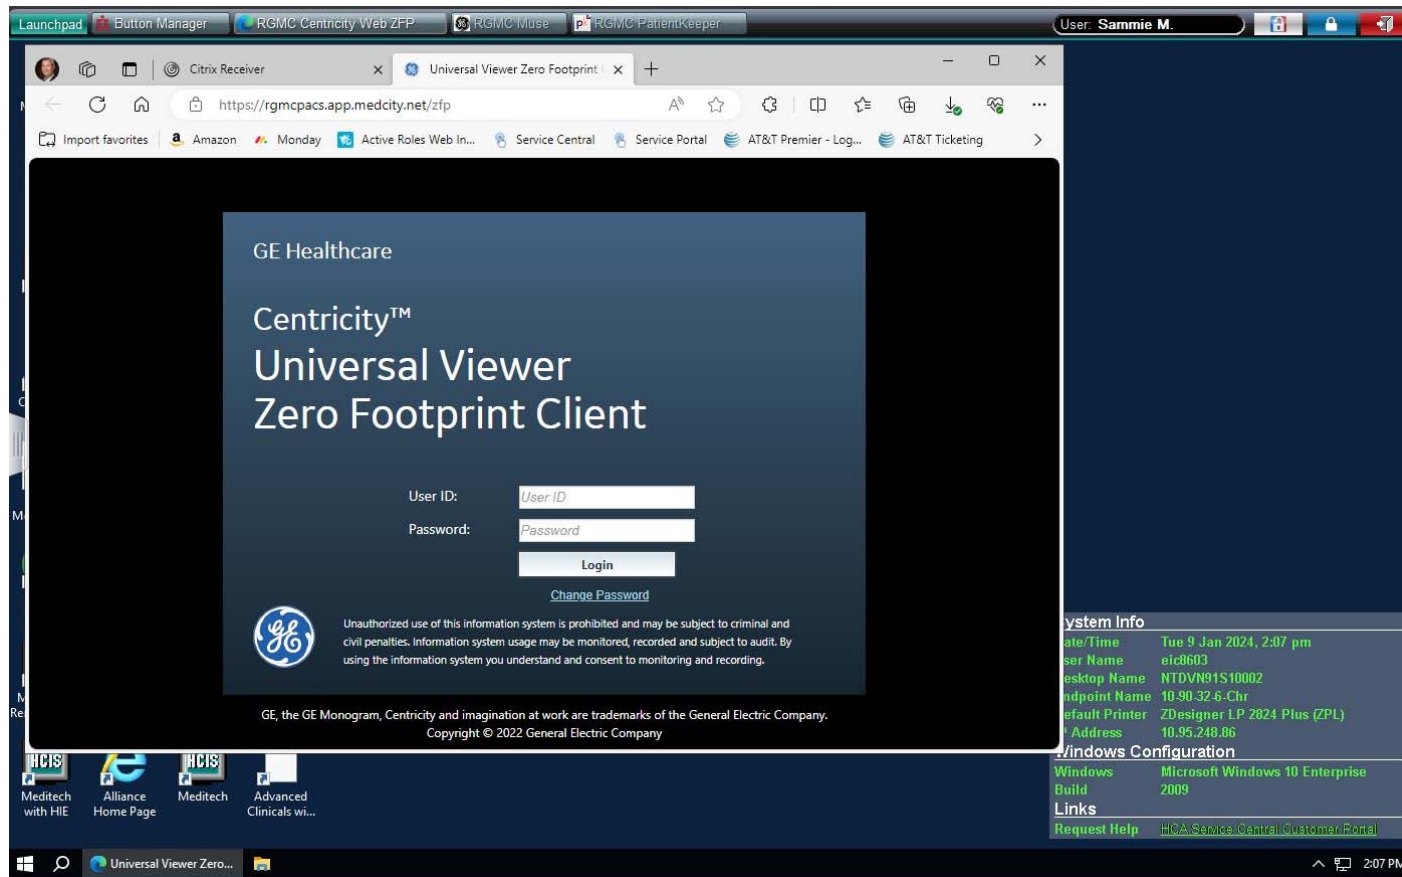 Launchpad Button Manager RGMC Centricity Web ZFP RGMC Muse RGMC PatientKeeper User: Sammie M.
Citrix Receiver Universal Viewer Zero Footprint
https://rgmcpacs.app.medcity.net/zfp
Import favorites Amazon Monday Active Roles Web In... Service Central Service Portal AT&T Premier - Log... AT&T Ticketing
GE Healthcare
Centricity™
Universal Viewer
Zero Footprint Client
User ID: User ID
Password: Password
Login
Change Password
Unauthorized use of this information system is prohibited and may be subject to criminal and
civil penalties. Information system usage may be monitored, recorded and subject to audit. By
using the information system you understand and consent to monitoring and recording.
GE, the GE Monogram, Centricity and imagination at work are trademarks of the General Electric Company.
Copyright © 2022 General Electric Company
ystem Info
ate/Time Tue 9 Jan 2024, 2:07 pm
ser Name eic8603
esktop Name NTDVN91S10002
ndpoint Name 10-90-32-6-Chr
efault Printer ZDesigner LP 2824 Plus (ZPL)
Address 10.95.248.86
Windows Configuration
Windows Microsoft Windows 10 Enterprise
Build 2009
Links
Request Help HCA Service Central Customer Portal
HCIS HCIS
Meditech with HIE
Alliance Home Page
Meditech
Advanced Clinicals wi...
Universal Viewer Zero... 2:07 PM